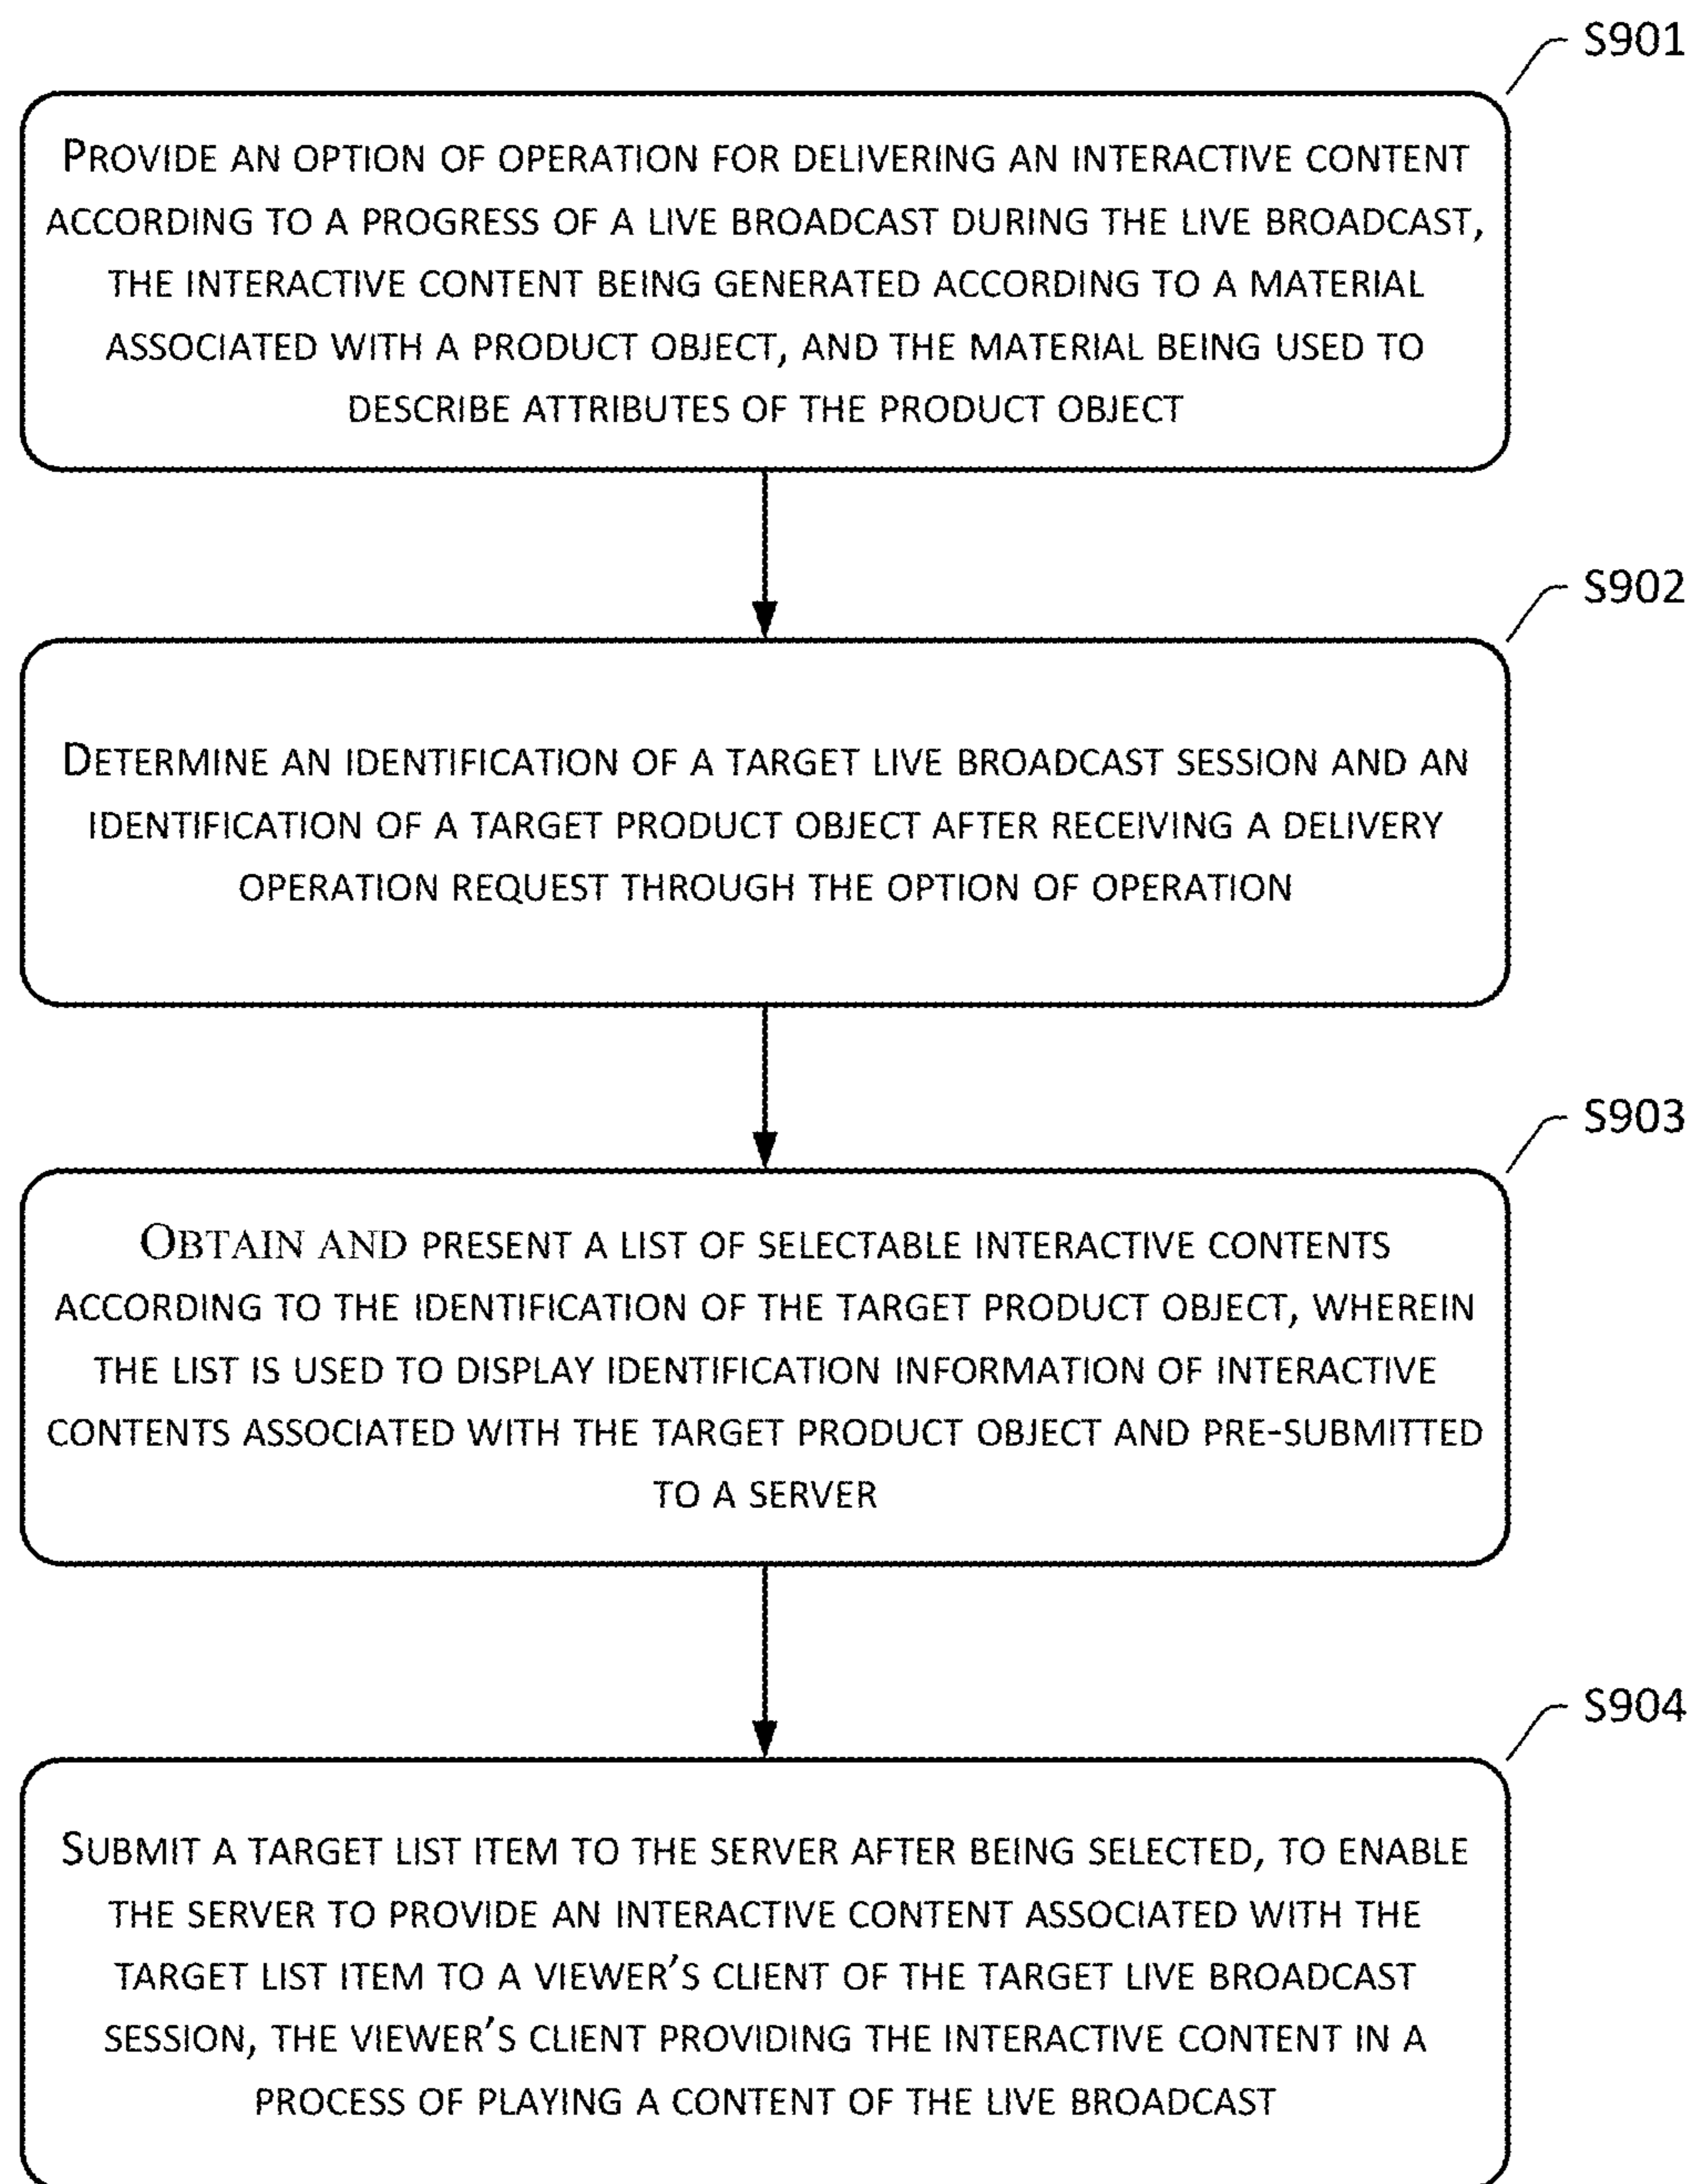 S901
PROVIDE AN OPTION OF OPERATION FOR DELIVERING AN INTERACTIVE CONTENT
ACCORDING TO A PROGRESS OF A LIVE BROADCAST DURING THE LIVE BROADCAST,
THE INTERACTIVE CONTENT BEING GENERATED ACCORDING TO A MATERIAL
ASSOCIATED WITH A PRODUCT OBJECT, AND THE MATERIAL BEING USED TO
DESCRIBE ATTRIBUTES OF THE PRODUCT OBJECT
S902
DETERMINE AN IDENTIFICATION OF A TARGET LIVE BROADCAST SESSION AND AN
IDENTIFICATION OF A TARGET PRODUCT OBJECT AFTER RECEIVING A DELIVERY
OPERATION REQUEST THROUGH THE OPTION OF OPERATION
S903
OBTAIN AND PRESENT A LIST OF SELECTABLE INTERACTIVE CONTENTS
ACCORDING TO THE IDENTIFICATION OF THE TARGET PRODUCT OBJECT, WHEREIN
THE LIST IS USED TO DISPLAY IDENTIFICATION INFORMATION OF INTERACTIVE
CONTENTS ASSOCIATED WITH THE TARGET PRODUCT OBJECT AND PRE-SUBMITTED
TO A SERVER
S904
SUBMIT A TARGET LIST ITEM TO THE SERVER AFTER BEING SELECTED, TO ENABLE
THE SERVER TO PROVIDE AN INTERACTIVE CONTENT ASSOCIATED WITH THE
TARGET LIST ITEM TO A VIEWER'S CLIENT OF THE TARGET LIVE BROADCAST
SESSION, THE VIEWER'S CLIENT PROVIDING THE INTERACTIVE CONTENT IN A
PROCESS OF PLAYING A CONTENT OF THE LIVE BROADCAST